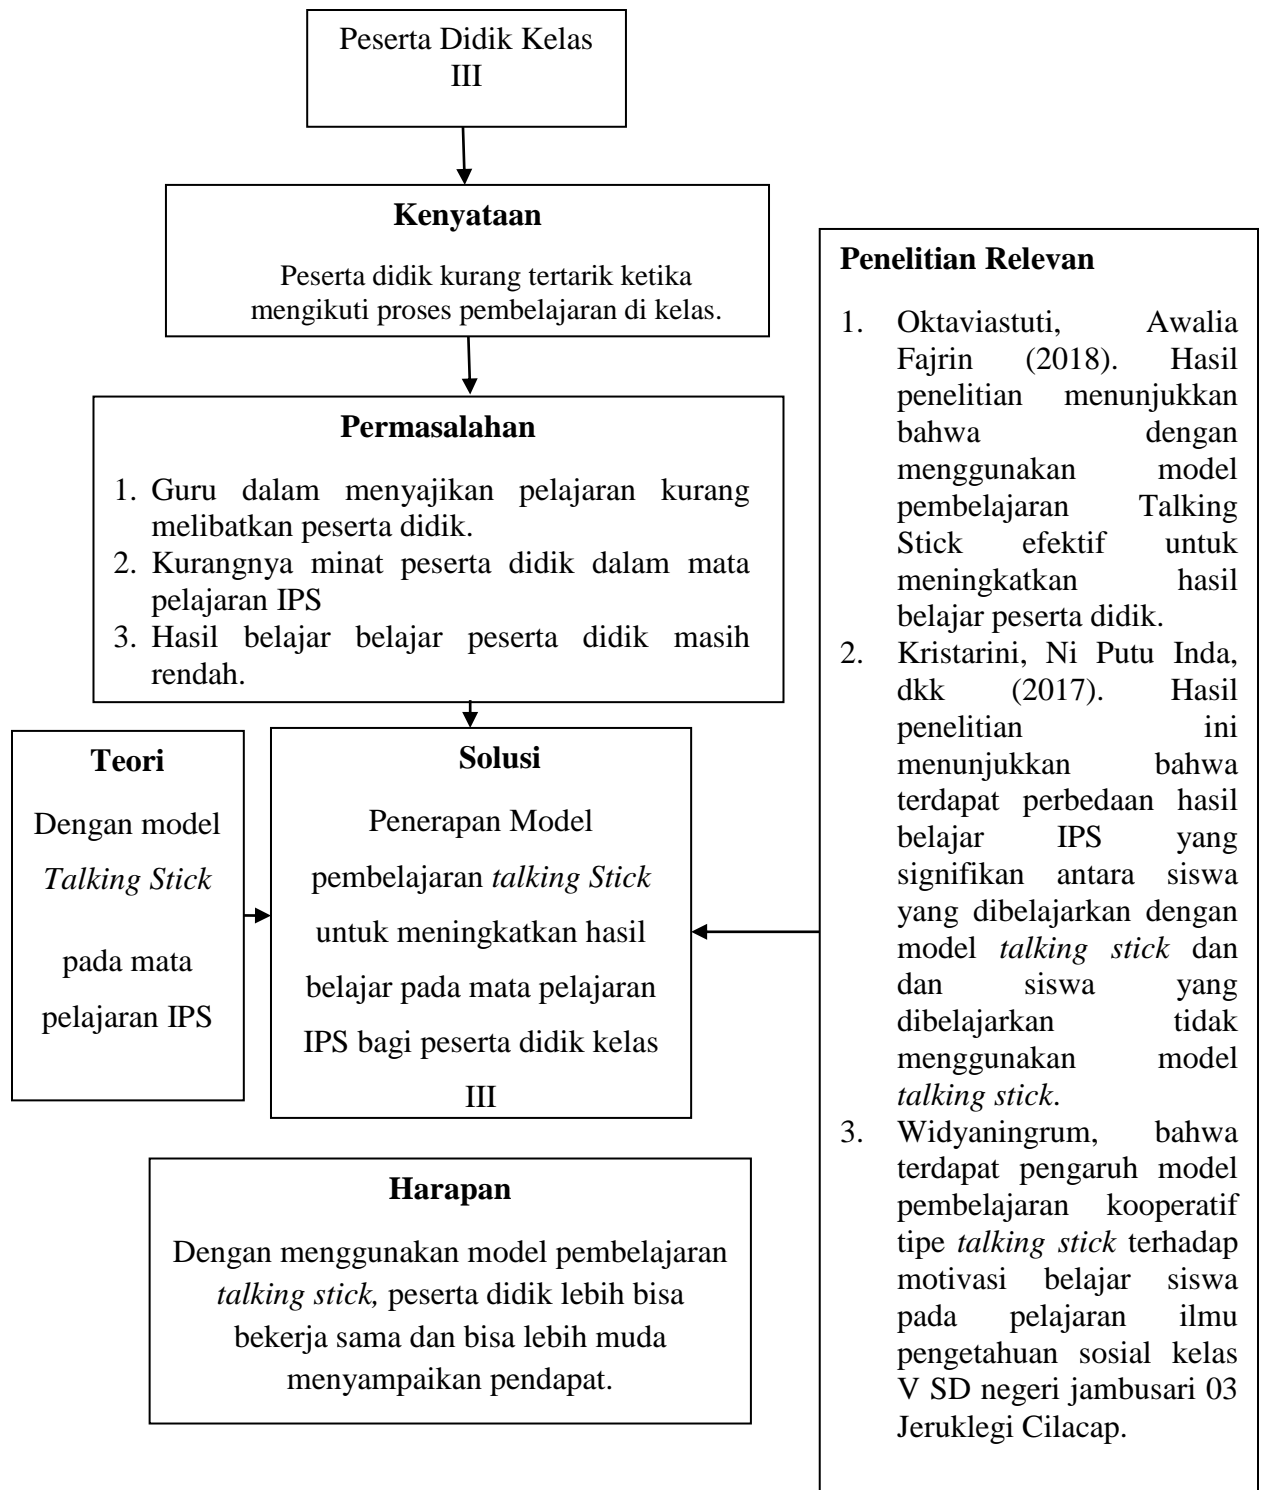 Peserta Didik Kelas
III
Kenyataan
Peserta didik kurang tertarik ketika
mengikuti proses pembelajaran di kelas.
Permasalahan
1. Guru dalam menyajikan pelajaran kurang
melibatkan peserta didik.
2. Kurangnya minat peserta didik dalam mata
pelajaran IPS
3. Hasil belajar belajar peserta didik masih
rendah.
Teori
Dengan model
Talking Stick
pada mata
pelajaran IPS
Solusi
Penerapan Model
pembelajaran talking Stick
untuk meningkatkan hasil
belajar pada mata pelajaran
IPS bagi peserta didik kelas
III
Harapan
Dengan menggunakan model pembelajaran
talking stick, peserta didik lebih bisa
bekerja sama dan bisa lebih muda
menyampaikan pendapat.
Penelitian Relevan
1. Oktaviastuti, Awalia
Fajrin (2018). Hasil
penelitian menunjukkan
bahwa dengan
menggunakan model
pembelajaran Talking
Stick efektif untuk
meningkatkan hasil
belajar peserta didik.
2. Kristarini, Ni Putu Inda,
dkk (2017). Hasil
penelitian ini
menunjukkan bahwa
terdapat perbedaan hasil
belajar IPS yang
signifikan antara siswa
yang dibelajarkan dengan
model talking stick dan
dan siswa yang
dibelajarkan tidak
menggunakan model
talking stick.
3. Widyaningrum, bahwa
terdapat pengaruh model
pembelajaran kooperatif
tipe talking stick terhadap
motivasi belajar siswa
pada pelajaran ilmu
pengetahuan sosial kelas
V SD negeri jambusari 03
Jeruklegi Cilacap.